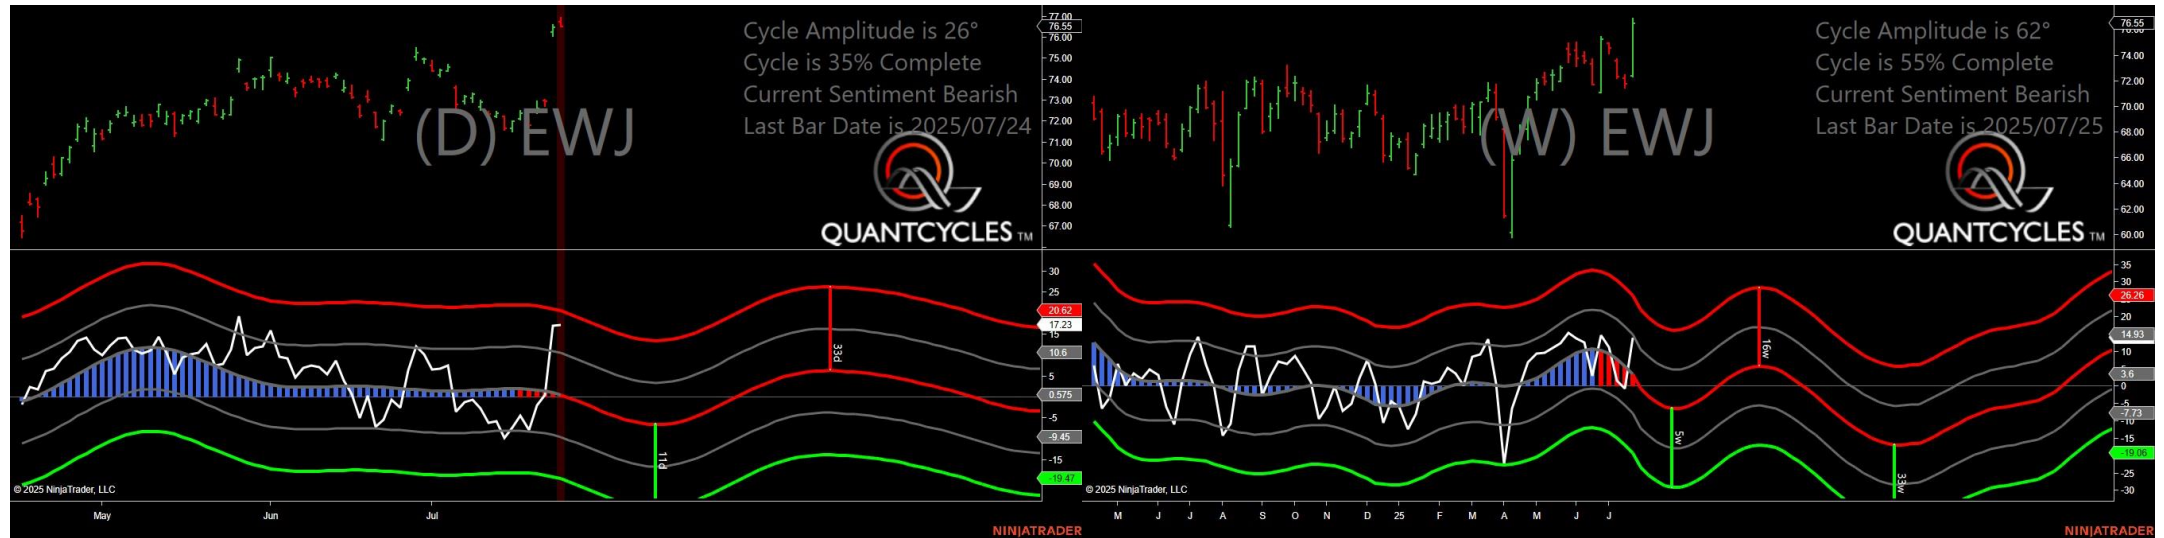 Cycle Amplitude is 26°
Cycle is 35% Complete
Current Sentiment Bearish
Last Bar Date is 2025/07/24
(D) EWJ
QUANTCYCLES TM
77.00
76.55
76.00
75.00
74.00
73.00
72.00
71.00
70.00
69.00
68.00
67.00
30
25
20.62
17.23
15
10.6
5
0.575
-5
-9.45
-15
-19.47
33d
11d
© 2025 NinjaTrader, LLC
May
Jun
Jul
NINJATRADER
Cycle Amplitude is 62°
Cycle is 55% Complete
Current Sentiment Bearish
Last Bar Date is 2025/07/25
(W) EWJ
QUANTCYCLES TM
76.55
76.00
74.00
72.00
70.00
68.00
66.00
64.00
62.00
60.00
35
30
26.26
20
14.93
10
3.6
0
-5
-7.73
-10
-15
-19.06
-25
-30
16w
5w
33w
© 2025 NinjaTrader, LLC
M J J A S O N D 25 F M A M J J
NINJATRADER